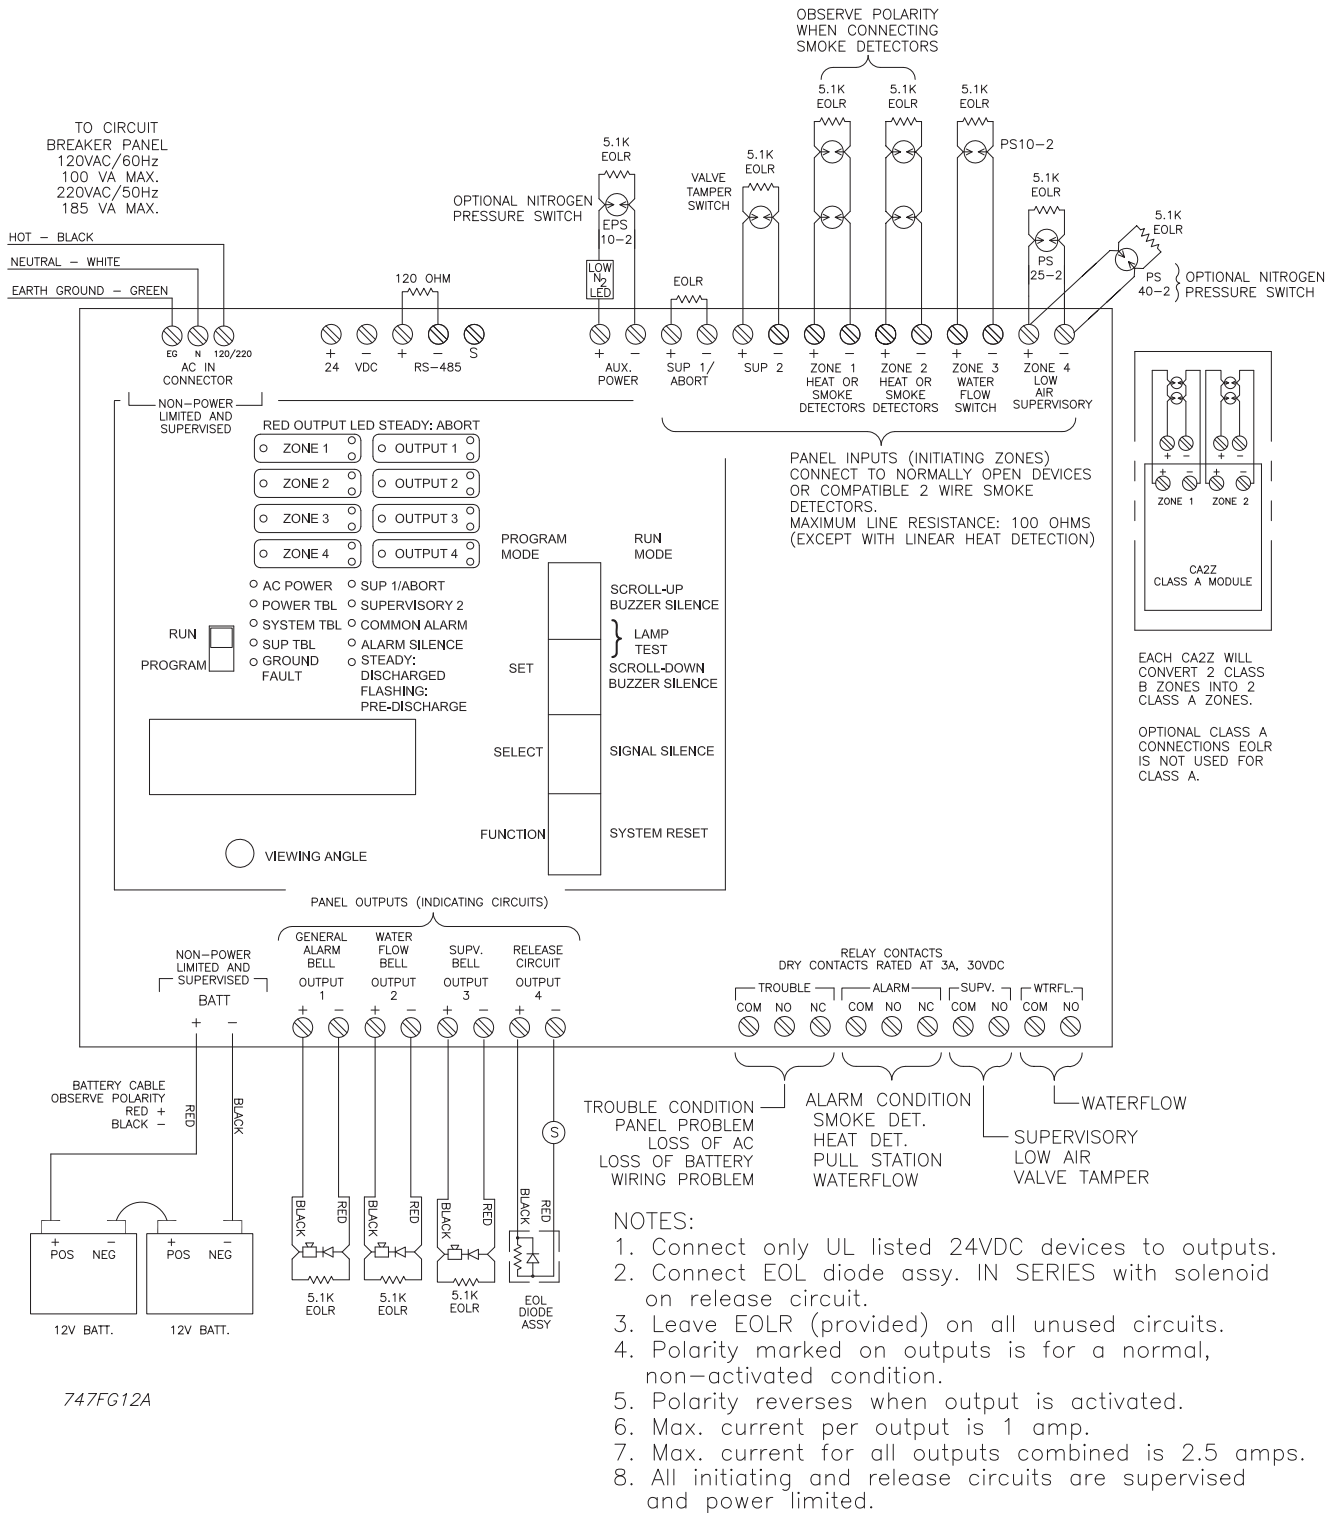 OBSERVE POLARITY
WHEN CONNECTING
SMOKE DETECTORS
5.1K
EOLR
5.1K
EOLR
5.1K
EOLR
PS10-2
TO CIRCUIT
BREAKER PANEL
120VAC/60Hz
100 VA MAX.
220VAC/50Hz
185 VA MAX.
HOT - BLACK
NEUTRAL - WHITE
EARTH GROUND - GREEN
5.1K
EOLR
OPTIONAL NITROGEN
PRESSURE SWITCH
EPS
10-2
LOW
N2
LED
120 OHM
EOLR
5.1K
EOLR
VALVE
TAMPER
SWITCH
5.1K
EOLR
PS
25-2
5.1K
EOLR
PS
40-2
OPTIONAL NITROGEN
PRESSURE SWITCH
EG N 120/220
AC IN
CONNECTOR
+ -
24 VDC
+ - S
RS-485
+ -
AUX.
POWER
+ -
SUP 1/
ABORT
+ -
SUP 2
+ -
ZONE 1
HEAT OR
SMOKE
DETECTORS
+ -
ZONE 2
HEAT OR
SMOKE
DETECTORS
+ -
ZONE 3
WATER
FLOW
SWITCH
+ -
ZONE 4
LOW
AIR
SUPERVISORY
NON-POWER
LIMITED AND
SUPERVISED
RED OUTPUT LED STEADY: ABORT
ZONE 1 OUTPUT 1
ZONE 2 OUTPUT 2
ZONE 3 OUTPUT 3
ZONE 4 OUTPUT 4
AC POWER SUP 1/ABORT
POWER TBL SUPERVISORY 2
SYSTEM TBL COMMON ALARM
SUP TBL ALARM SILENCE
GROUND
FAULT
STEADY:
DISCHARGED
FLASHING:
PRE-DISCHARGE
RUN
PROGRAM
PROGRAM
MODE
RUN
MODE
SCROLL-UP
BUZZER SILENCE
LAMP
TEST
SET
SCROLL-DOWN
BUZZER SILENCE
SELECT
SIGNAL SILENCE
FUNCTION
SYSTEM RESET
VIEWING ANGLE
PANEL INPUTS (INITIATING ZONES)
CONNECT TO NORMALLY OPEN DEVICES
OR COMPATIBLE 2 WIRE SMOKE
DETECTORS.
MAXIMUM LINE RESISTANCE: 100 OHMS
(EXCEPT WITH LINEAR HEAT DETECTION)
+ - + -
+ - + -
ZONE 1 ZONE 2
CA2Z
CLASS A MODULE
EACH CA2Z WILL
CONVERT 2 CLASS
B ZONES INTO 2
CLASS A ZONES.
OPTIONAL CLASS A
CONNECTIONS EOLR
IS NOT USED FOR
CLASS A.
PANEL OUTPUTS (INDICATING CIRCUITS)
NON-POWER
LIMITED AND
SUPERVISED
BATT
+ -
GENERAL
ALARM
BELL
OUTPUT
1
+ -
WATER
FLOW
BELL
OUTPUT
2
+ -
SUPV.
BELL
OUTPUT
3
+ -
RELEASE
CIRCUIT
OUTPUT
4
+ -
RELAY CONTACTS
DRY CONTACTS RATED AT 3A, 30VDC
TROUBLE ALARM SUPV. WTRFL.
COM NO NC COM NO NC COM NO COM NO
BATTERY CABLE
OBSERVE POLARITY
RED +
BLACK -
RED
BLACK
S
BLACK RED BLACK RED BLACK RED BLACK RED
5.1K
EOLR
5.1K
EOLR
5.1K
EOLR
EOL
DIODE
ASSY
+ -
POS NEG
+ -
POS NEG
12V BATT. 12V BATT.
TROUBLE CONDITION
PANEL PROBLEM
LOSS OF AC
LOSS OF BATTERY
WIRING PROBLEM
ALARM CONDITION
SMOKE DET.
HEAT DET.
PULL STATION
WATERFLOW
SUPERVISORY
LOW AIR
VALVE TAMPER
WATERFLOW
NOTES:
1. Connect only UL listed 24VDC devices to outputs.
2. Connect EOL diode assy. IN SERIES with solenoid
on release circuit.
3. Leave EOLR (provided) on all unused circuits.
4. Polarity marked on outputs is for a normal,
non-activated condition.
5. Polarity reverses when output is activated.
6. Max. current per output is 1 amp.
7. Max. current for all outputs combined is 2.5 amps.
8. All initiating and release circuits are supervised
and power limited.
747FG12A